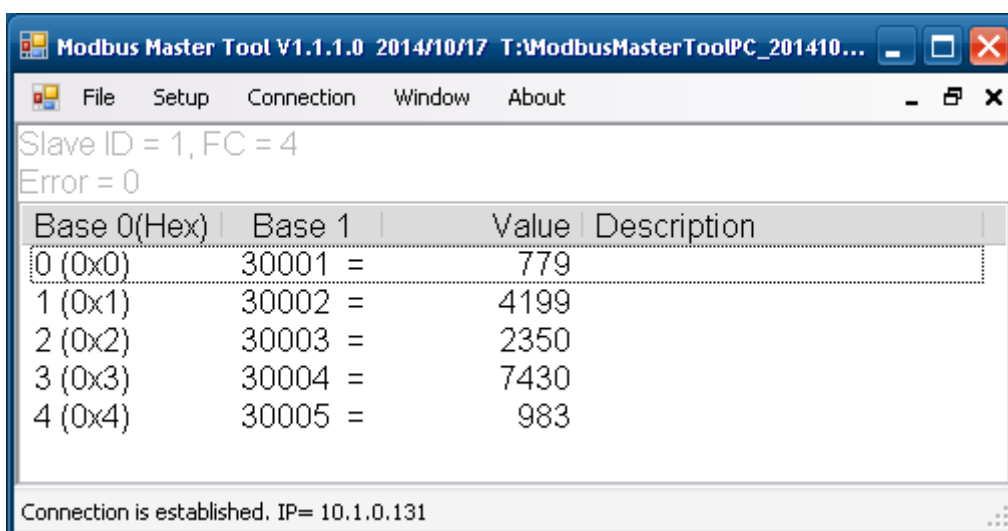 Modbus Master Tool V1.1.1.0 2014/10/17 T:\ModbusMasterToolPC_201410...
File Setup Connection Window About
Slave ID = 1, FC = 4
Error = 0
Base 0(Hex) Base 1 Value Description
0 (0x0) 30001 = 779
1 (0x1) 30002 = 4199
2 (0x2) 30003 = 2350
3 (0x3) 30004 = 7430
4 (0x4) 30005 = 983
Connection is established. IP= 10.1.0.131